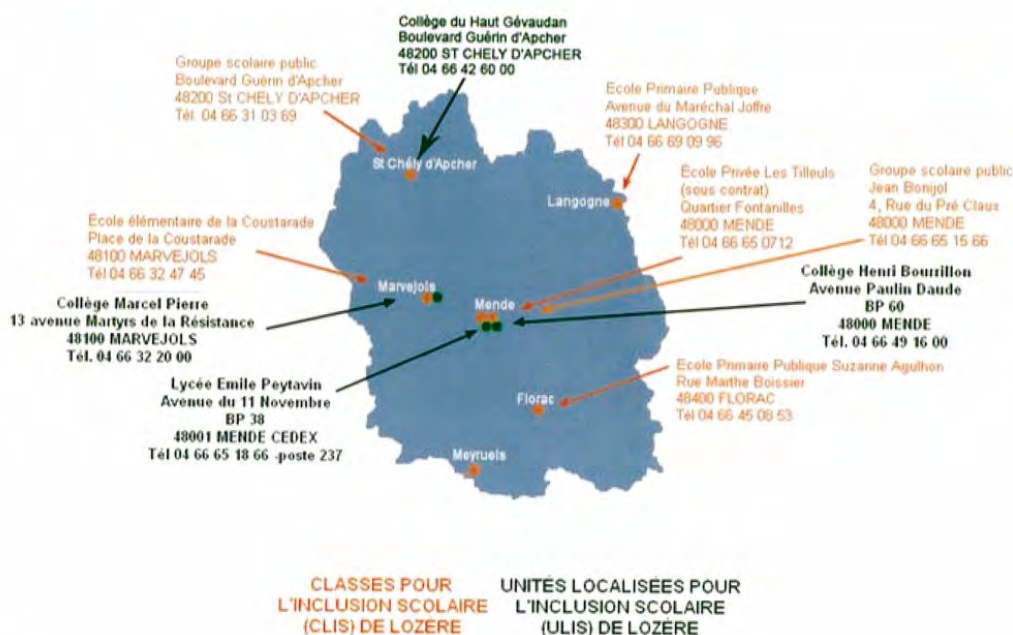 Collège du Haut Gévaudan
Boulevard Guérin d'Apcher
48200 ST CHELY D'APCHER
Tél 04 66 42 60 00
Groupe scolaire public
Boulevard Guérin d'Apcher
48200 St CHELY D'APCHER
Tél. 04 66 31 03 69
Ecole Primaire Publique
Avenue du Maréchal Joffre
48300 LANGOGNE
Tél 04 66 69 09 96
St Chély d'Apcher
Langogne
École Privée Les Tilleuls
(sous contrat)
Quartier Fontanilles
48000 MENDE
Tél 04 66 65 0712
Groupe scolaire public
Jean Bonijol
4, Rue du Pré Claux
48000 MENDE
Tél 04 66 65 15 66
Ecole élémentaire de la Coustarade
Place de la Coustarade
48100 MARVEJOLS
Tél 04 66 32 47 45
Marvejols
Mende
Collège Marcel Pierre
13 avenue Martyrs de la Résistance
48100 MARVEJOLS
Tél. 04 66 32 20 00
Collège Henri Bourrillon
Avenue Paulin Daude
BP 60
48000 MENDE
Tél. 04 66 49 16 00
Lycée Emile Peytavin
Avenue du 11 Novembre
BP 38
48001 MENDE CEDEX
Tél 04 66 65 18 66 -poste 237
Ecole Primaire Publique Suzanne Agulhon
Rue Marthe Boissier
48400 FLORAC
Tél 04 66 45 08 53
Florac
Meyrueis
CLASSES POUR
L'INCLUSION SCOLAIRE
(CLIS) DE LOZÈRE
UNITÉS LOCALISÉES POUR
L'INCLUSION SCOLAIRE
(ULIS) DE LOZÈRE